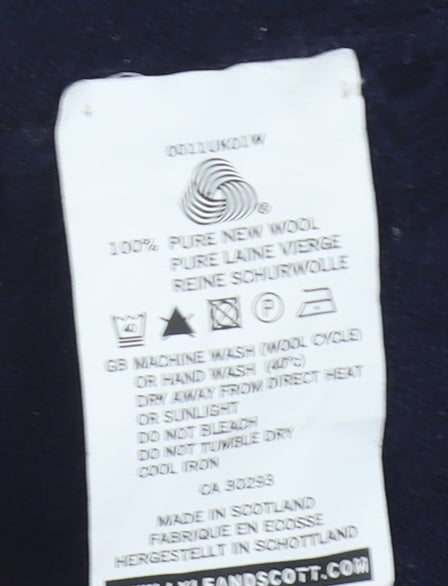 0011UK01W
100% PURE NEW WOOL
PURE LAINE VIERGE
REINE SCHURWOLLE
40 P
GB MACHINE WASH (WOOL CYCLE)
OR HAND WASH (40°c)
DRY AWAY FROM DIRECT HEAT
OR SUNLIGHT
DO NOT BLEACH
DO NOT TUMBLE DRY
COOL IRON
CA 30293
MADE IN SCOTLAND
FABRIQUE EN ECOSSE
HERGESTELLT IN SCHOTTLAND